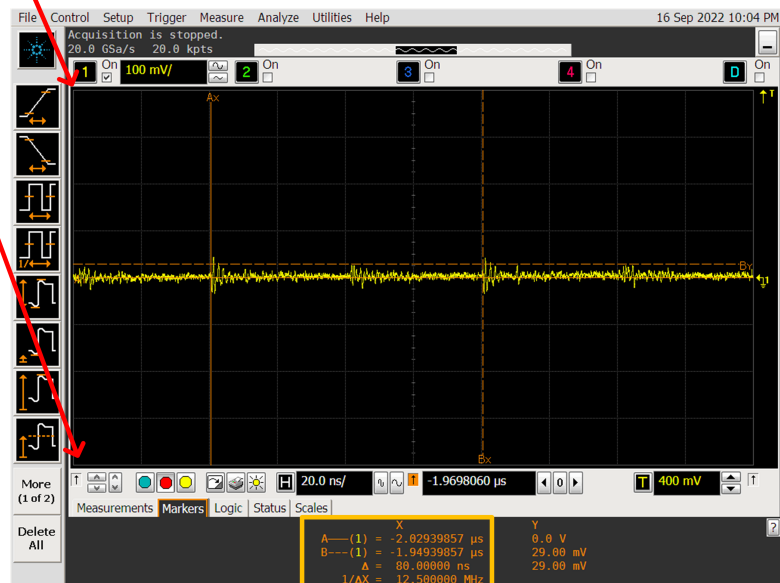 File Control Setup Trigger Measure Analyze Utilities Help 16 Sep 2022 10:04 PM
Acquisition is stopped.
20.0 GSa/s 20.0 kpts
1 On 100 mV/ 2 On 3 On 4 On D On
T
Ax
By
1
1/
Bx
More
(1 of 2)
Delete
All
H 20.0 ns/ -1.9698060 µs 0 T 400 mV
Measurements Markers Logic Status Scales
X Y
A———(1) = -2.02939857 µs 0.0 V
B---(1) = -1.94939857 µs 29.00 mV
Δ = 80.00000 ns 29.00 mV
1/ΔX = 12.500000 MHz
?